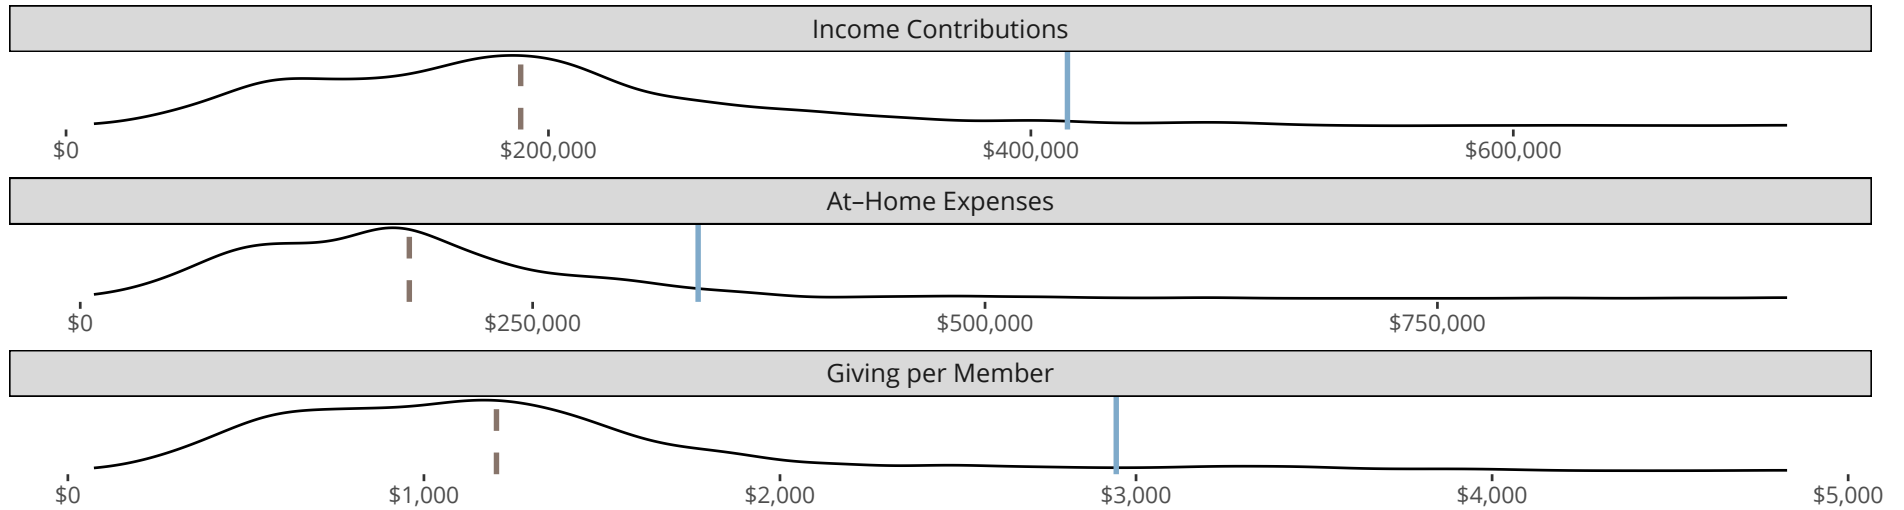 Income Contributions
$0 $200,000 $400,000 $600,000
At–Home Expenses
$0 $250,000 $500,000 $750,000
Giving per Member
$0 $1,000 $2,000 $3,000 $4,000 $5,000